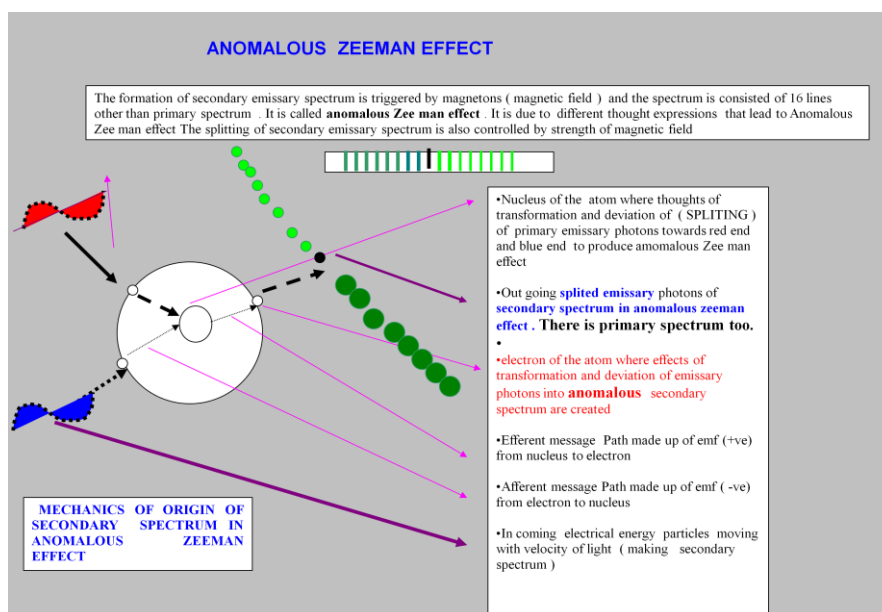 ANOMALOUS ZEEMAN EFFECT
The formation of secondary emissary spectrum is triggered by magnetons ( magnetic field ) and the spectrum is consisted of 16 lines
other than primary spectrum . It is called anomalous Zee man effect . It is due to different thought expressions that lead to Anomalous
Zee man effect The splitting of secondary emissary spectrum is also controlled by strength of magnetic field
•Nucleus of the atom where thoughts of
transformation and deviation of ( SPLITING )
of primary emissary photons towards red end
and blue end to produce amomalous Zee man
effect
•Out going splited emissary photons of
secondary spectrum in anomalous zeeman
effect . There is primary spectrum too.
•
•electron of the atom where effects of
transformation and deviation of emissary
photons into anomalous secondary
spectrum are created
•Efferent message Path made up of emf (+ve)
from nucleus to electron
•Afferent message Path made up of emf ( -ve)
from electron to nucleus
•In coming electrical energy particles moving
with velocity of light ( making secondary
spectrum )
MECHANICS OF ORIGIN OF
SECONDARY SPECTRUM IN
ANOMALOUS ZEEMAN
EFFECT